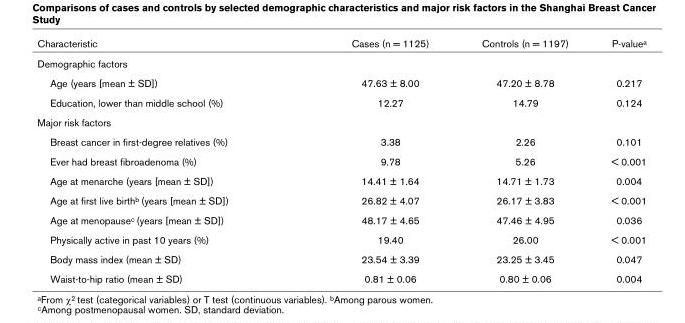 Comparisons of cases and controls by selected demographic characteristics and major risk factors in the Shanghai Breast Cancer
Study
Characteristic Cases (n = 1125) Controls (n = 1197) P-valueᵃ
Demographic factors
Age (years [mean ± SD]) 47.63 ± 8.00 47.20 ± 8.78 0.217
Education, lower than middle school (%) 12.27 14.79 0.124
Major risk factors
Breast cancer in first-degree relatives (%) 3.38 2.26 0.101
Ever had breast fibroadenoma (%) 9.78 5.26 <0.001
Age at menarche (years [mean ± SD]) 14.41 ± 1.64 14.71 ± 1.73 0.004
Age at first live birthᵇ (years [mean ± SD]) 26.82 ± 4.07 26.17 ± 3.83 <0.001
Age at menopauseᶜ (years [mean ± SD]) 48.17 ± 4.65 47.46 ± 4.95 0.036
Physically active in past 10 years (%) 19.40 26.00 <0.001
Body mass index (mean ± SD) 23.54 ± 3.39 23.25 ± 3.45 0.047
Waist-to-hip ratio (mean ± SD) 0.81 ± 0.06 0.80 ± 0.06 0.004
ᵃFrom χ² test (categorical variables) or T test (continuous variables). ᵇAmong parous women.
ᶜAmong postmenopausal women. SD, standard deviation.